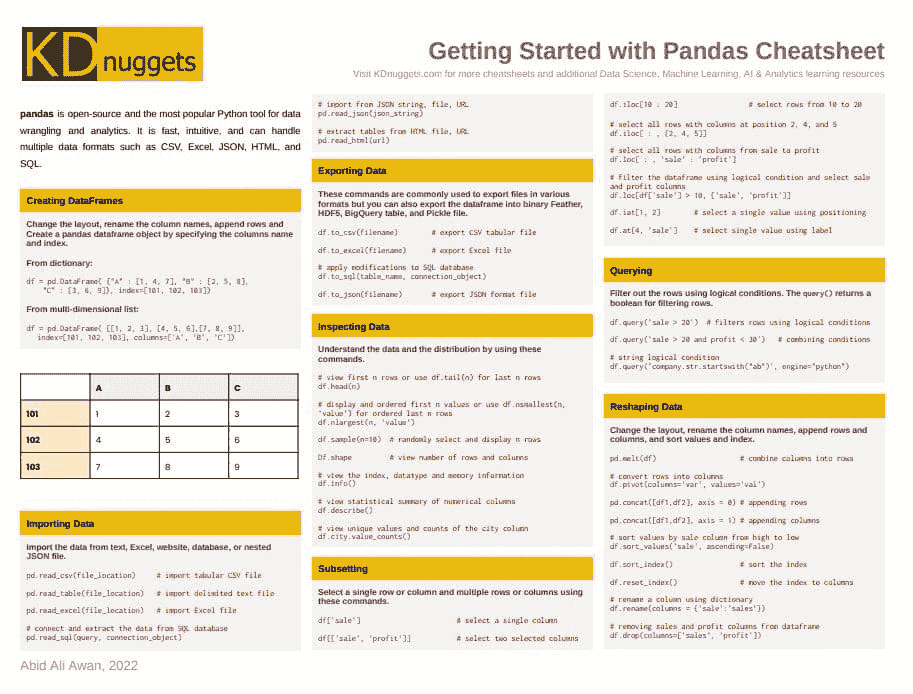 KDnuggets
Getting Started with Pandas Cheatsheet
Visit KDnuggets.com for more cheatsheets and additional Data Science, Machine Learning, AI & Analytics learning resources
pandas is open-source and the most popular Python tool for data
wrangling and analytics. It is fast, intuitive, and can handle
multiple data formats such as CSV, Excel, JSON, HTML, and
SQL.
Creating DataFrames
Change the layout, rename the column names, append rows and
Create a pandas dataframe object by specifying the columns name
and index.
From dictionary:
df = pd.DataFrame( {"A" : [1, 4, 7], "B" : [2, 5, 8],
"C" : [3, 6, 9]}, index=[101, 102, 103])
From multi-dimensional list:
df = pd.DataFrame( [[1, 2, 3], [4, 5, 6],[7, 8, 9]],
index=[101, 102, 103], columns=['A', 'B', 'C'])
A B C
101 1 2 3
102 4 5 6
103 7 8 9
Importing Data
Import the data from text, Excel, website, database, or nested
JSON file.
pd.read_csv(file_location) # import tabular CSV file
pd.read_table(file_location) # import delimited text file
pd.read_excel(file_location) # import Excel file
# connect and extract the data from SQL database
pd.read_sql(query, connection_object)
# import from JSON string, file, URL
pd.read_json(json_string)
# extract tables from HTML file, URL
pd.read_html(url)
Exporting Data
These commands are commonly used to export files in various
formats but you can also export the dataframe into binary Feather,
HDF5, BigQuery table, and Pickle file.
df.to_csv(filename) # export CSV tabular file
df.to_excel(filename) # export Excel file
# apply modifications to SQL database
df.to_sql(table_name, connection_object)
df.to_json(filename) # export JSON format file
Inspecting Data
Understand the data and the distribution by using these
commands.
# view first n rows or use df.tail(n) for last n rows
df.head(n)
# display and ordered first n values or use df.nsmallest(n,
'value') for ordered last n rows
df.nlargest(n, 'value')
df.sample(n=10) # randomly select and display n rows
Df.shape # view number of rows and columns
# view the index, datatype and memory information
df.info()
# view statistical summary of numerical columns
df.describe()
# view unique values and counts of the city column
df.city.value_counts()
Subsetting
Select a single row or column and multiple rows or columns using
these commands.
df['sale'] # select a single column
df[['sale', 'profit']] # select two selected columns
df.iloc[10 : 20] # select rows from 10 to 20
# select all rows with columns at position 2, 4, and 5
df.iloc[ : , [2, 4, 5]]
# select all rows with columns from sale to profit
df.loc[ : , 'sale' : 'profit']
# filter the dataframe using logical condition and select sale
and profit columns
df.loc[df['sale'] > 10, ['sale', 'profit']]
df.iat[1, 2] # select a single value using positioning
df.at[4, 'sale'] # select single value using label
Querying
Filter out the rows using logical conditions. The query() returns a
boolean for filtering rows.
df.query('sale > 20') # filters rows using logical conditions
df.query('sale > 20 and profit < 30') # combining conditions
# string logical condition
df.query('company.str.startswith("ab")', engine="python")
Reshaping Data
Change the layout, rename the column names, append rows and
columns, and sort values and index.
pd.melt(df) # combine columns into rows
# convert rows into columns
df.pivot(columns='var', values='val')
pd.concat([df1,df2], axis = 0) # appending rows
pd.concat([df1,df2], axis = 1) # appending columns
# sort values by sale column from high to low
df.sort_values('sale', ascending=False)
df.sort_index() # sort the index
df.reset_index() # move the index to columns
# rename a column using dictionary
df.rename(columns = {'sale':'sales'})
# removing sales and profit columns from dataframe
df.drop(columns=['sales', 'profit'])
Abid Ali Awan, 2022